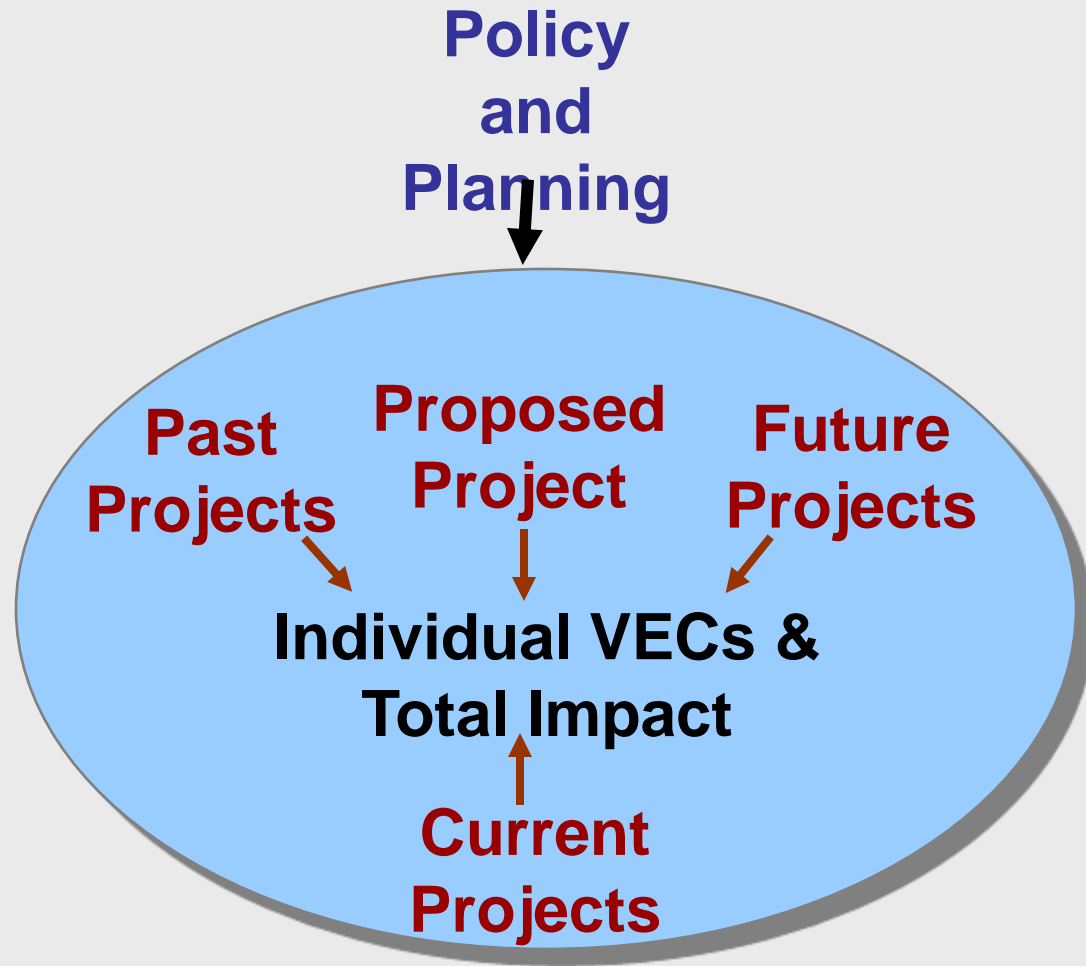 Policy
and
Planning
Past
Projects
Proposed
Project
Future
Projects
Individual VECs &
Total Impact
Current
Projects